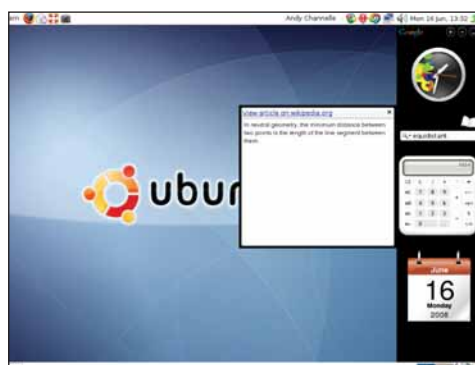 Andy Channelle
Mon 16 Jun, 13:32
Google
View article on wikipedia.org
In neutral geometry, the minimum distance between
two points is the length of the line segment between
them.
ubun
June
16
Monday
2008